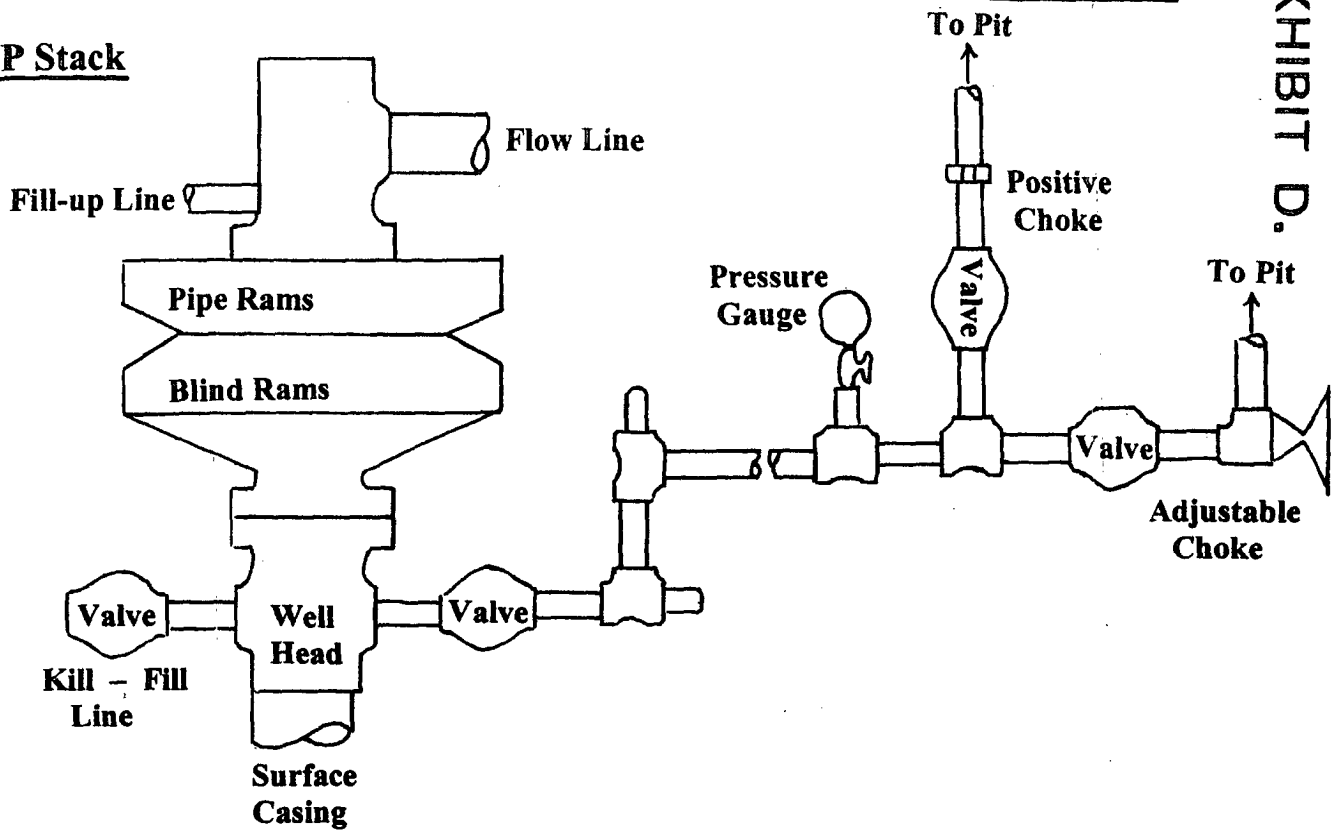 P Stack
To Pit
KHIBIT D.
Flow Line
Fill-up Line
Positive
Choke
Pipe Rams
Pressure
Gauge
Valve
To Pit
Blind Rams
Valve
Adjustable
Choke
Valve
Well
Head
Valve
Kill – Fill
Line
Surface
Casing